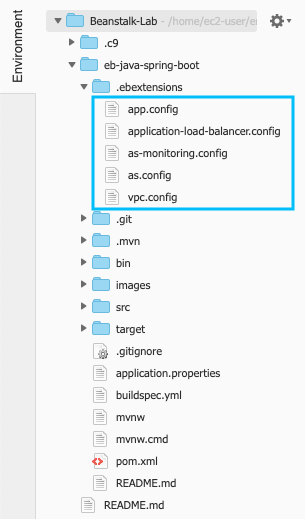 Environment
Beanstalk-Lab - /home/ec2-user/e
.c9
eb-java-spring-boot
.ebextensions
app.config
application-load-balancer.config
as-monitoring.config
as.config
vpc.config
.git
.mvn
bin
images
src
target
.gitignore
application.properties
buildspec.yml
mvnw
mvnw.cmd
pom.xml
README.md
README.md